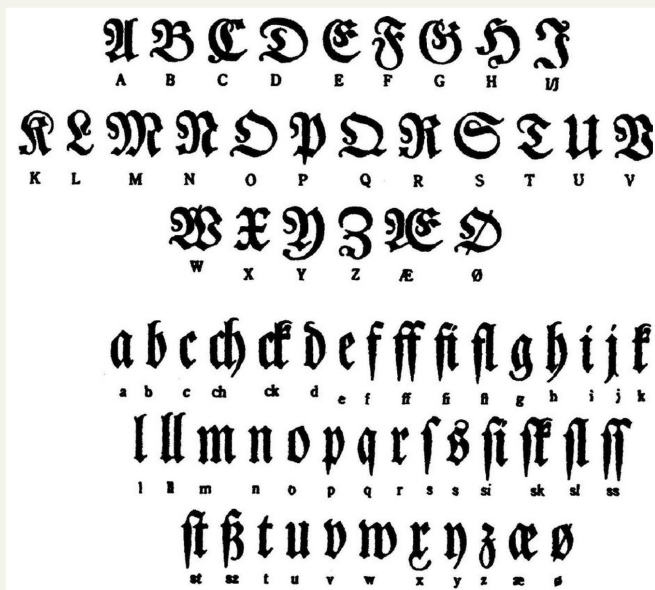 𝕬 𝕭 𝕮 𝕯 𝕰 𝕱 𝕲 𝕳 𝕴
A B C D E F G H I/J
𝕶 𝕷 𝕸 𝕹 𝕺 𝕻 𝕼 𝕽 𝕾 𝕿 𝖀 𝖁
K L M N O P Q R S T U V
𝖂 𝖃 𝖄 𝖅 Æ Ø
W X Y Z Æ Ø
a b c ch ck d e f ff fi fl g h i j k
a b c ch ck d e f ff fi fl g h i j k
l ll m n o p q r ſ s ſi ſk ſl ſſ
l ll m n o p q r s s si sk sl ss
ſt ß t u v w x y z æ ø
st sz t u v w x y z æ ø